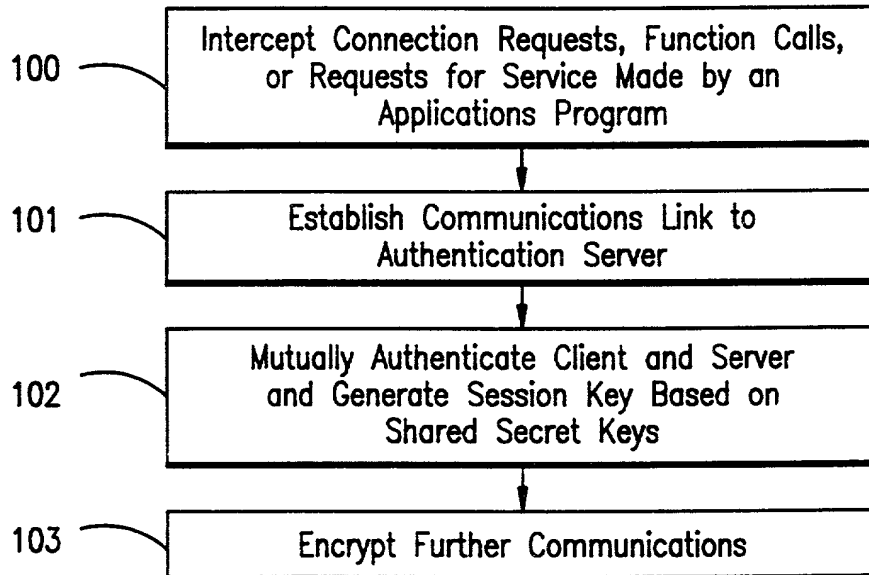 100
Intercept Connection Requests, Function Calls,
or Requests for Service Made by an
Applications Program
101
Establish Communications Link to
Authentication Server
102
Mutually Authenticate Client and Server
and Generate Session Key Based on
Shared Secret Keys
103
Encrypt Further Communications